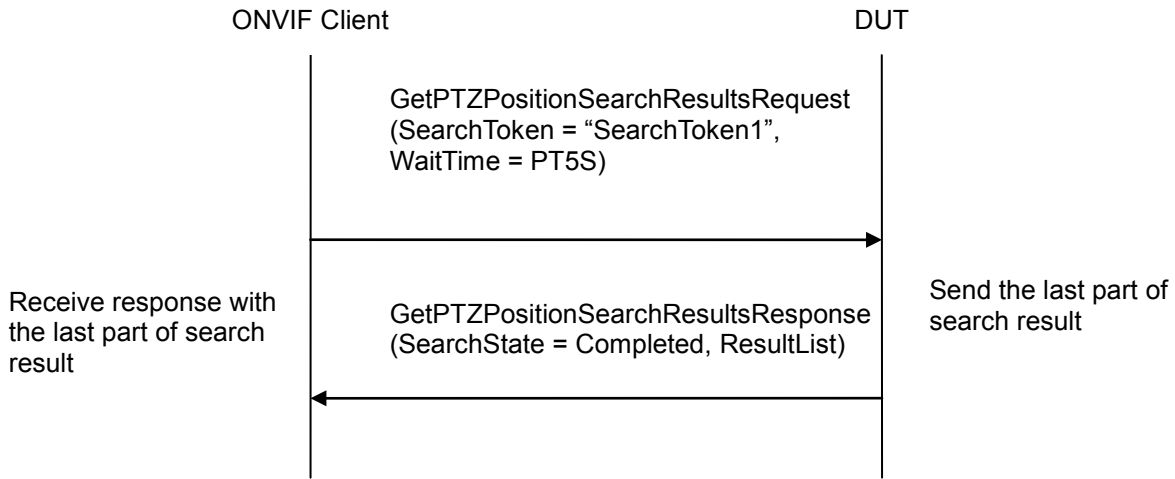 ONVIF Client
DUT
GetPTZPositionSearchResultsRequest
(SearchToken = “SearchToken1”,
WaitTime = PT5S)
Receive response with
the last part of search
result
GetPTZPositionSearchResultsResponse
(SearchState = Completed, ResultList)
Send the last part of
search result